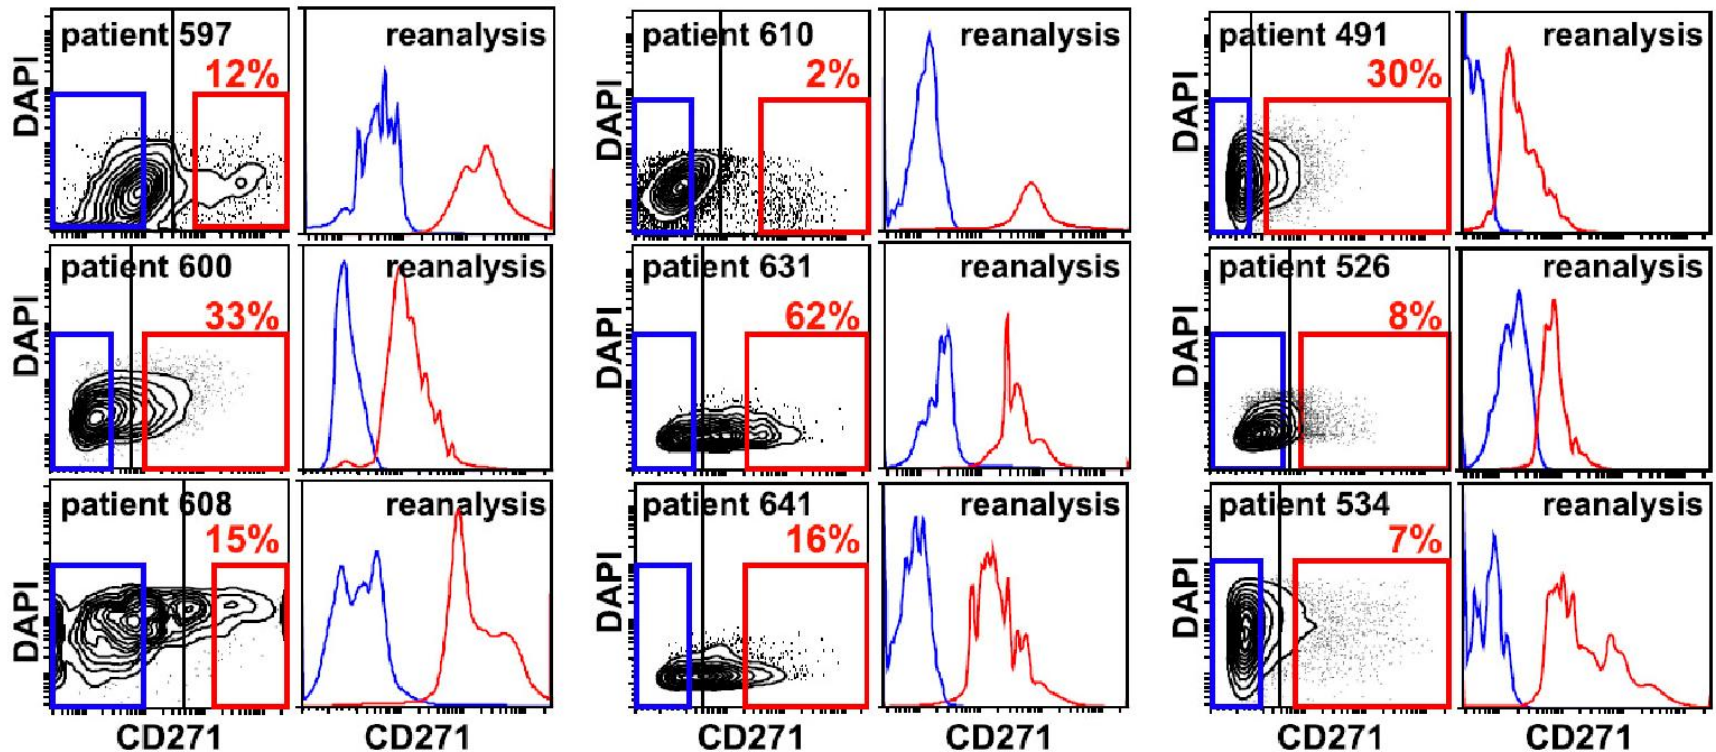 patient 597
12%
DAPI
reanalysis
patient 610
2%
DAPI
reanalysis
patient 491
30%
DAPI
reanalysis
patient 600
33%
DAPI
reanalysis
patient 631
62%
DAPI
reanalysis
patient 526
8%
DAPI
reanalysis
patient 608
15%
DAPI
reanalysis
patient 641
16%
DAPI
reanalysis
patient 534
7%
DAPI
reanalysis
CD271
CD271
CD271
CD271
CD271
CD271